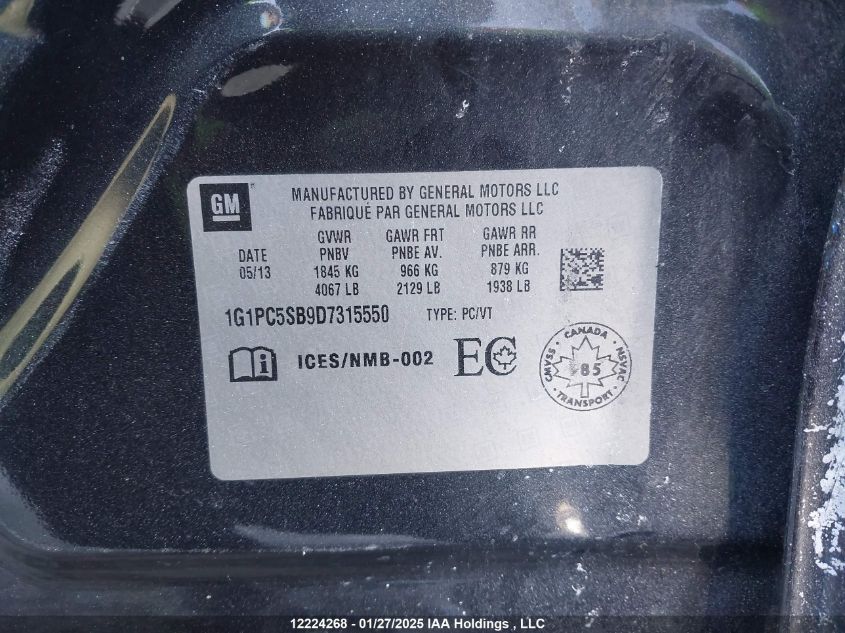 GM
MANUFACTURED BY GENERAL MOTORS LLC
FABRIQUÉ PAR GENERAL MOTORS LLC
DATE GVWR GAWR FRT GAWR RR
PNBV PNBE AV. PNBE ARR.
05/13 1845 KG 966 KG 879 KG
4067 LB 2129 LB 1938 LB
1G1PC5SB9D7315550 TYPE: PC/VT
i ICES/NMB-002 EC
CANADA
CMVSS 85 NSVAC
TRANSPORT
12224268 - 01/27/2025 IAA Holdings , LLC